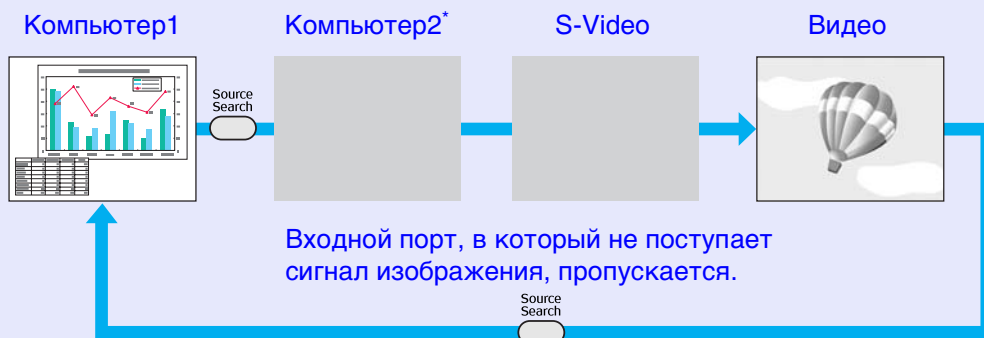 Компьютер1 Компьютер2* S-Video Видео
Source
Search
Входной порт, в который не поступает
сигнал изображения, пропускается.
Source
Search